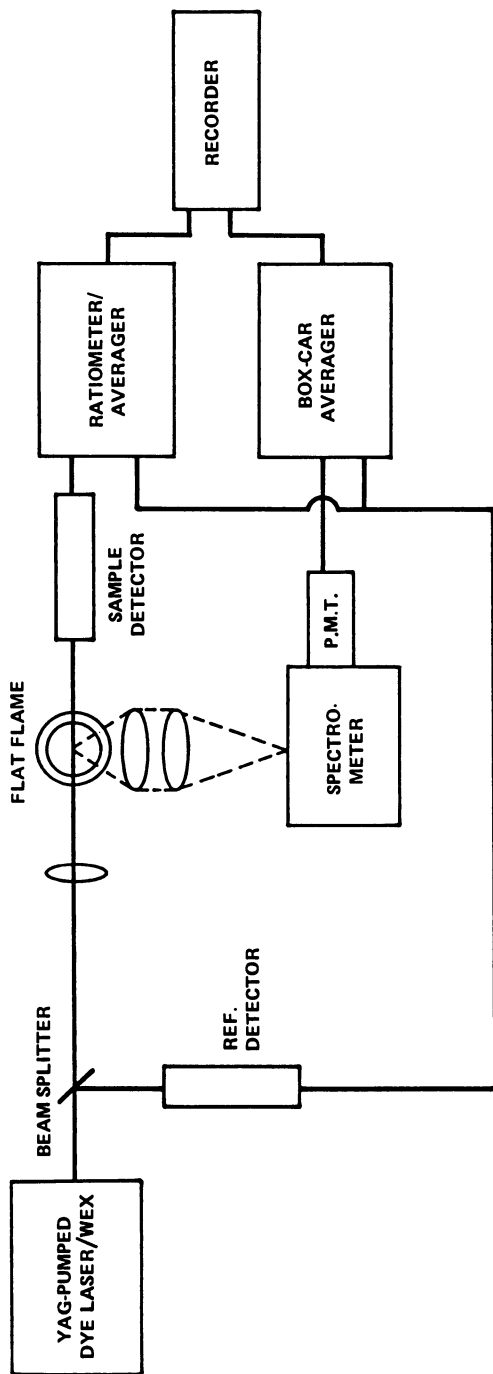 YAG-PUMPED
DYE LASER/WEX
BEAM SPLITTER
REF.
DETECTOR
FLAT FLAME
SAMPLE
DETECTOR
SPECTRO-
METER
P.M.T.
RATIOMETER/
AVERAGER
BOX-CAR
AVERAGER
RECORDER